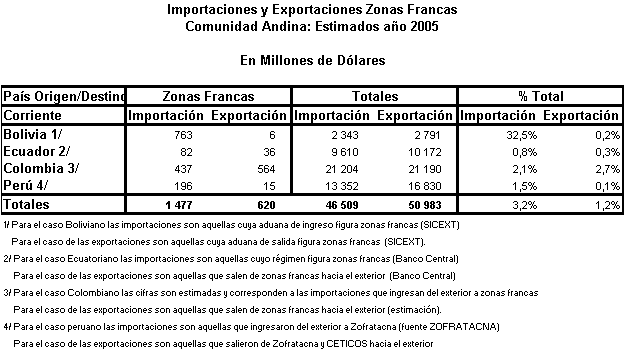 Importaciones y Exportaciones Zonas Francas
Comunidad Andina: Estimados año 2005
En Millones de Dólares
País Origen/Destino Zonas Francas Totales % Total
Corriente Importación Exportación Importación Exportación Importación Exportación
Bolivia 1/ 763 6 2 343 2 791 32,5% 0,2%
Ecuador 2/ 82 36 9 610 10 172 0,8% 0,3%
Colombia 3/ 437 564 21 204 21 190 2,1% 2,7%
Perú 4/ 196 15 13 352 16 830 1,5% 0,1%
Totales 1 477 620 46 509 50 983 3,2% 1,2%
1/ Para el caso Boliviano las importaciones son aquellas cuya aduana de ingreso figura zonas francas (SICEXT)
Para el caso de las exportaciones son aquellas cuya aduana de salida figura zonas francas (SICEXT).
2/ Para el caso Ecuatoriano las importaciones son aquellas cuyo régimen figura zonas francas (Banco Central)
Para el caso de las exportaciones son aquellas que salen de zonas francas hacia el exterior (Banco Central)
3/ Para el caso Colombiano las cifras son estimadas y corresponden a las importaciones que ingresan del exterior a zonas francas
Para el caso de las exportaciones son aquellas que salen de zonas francas hacia el exterior (estimación).
4/ Para el caso peruano las importaciones son aquellas que ingresaron del exterior a Zofratacna (fuente ZOFRATACNA)
Para el caso de las exportaciones son aquellas que salieron de Zofratacna y CETICOS hacia el exterior